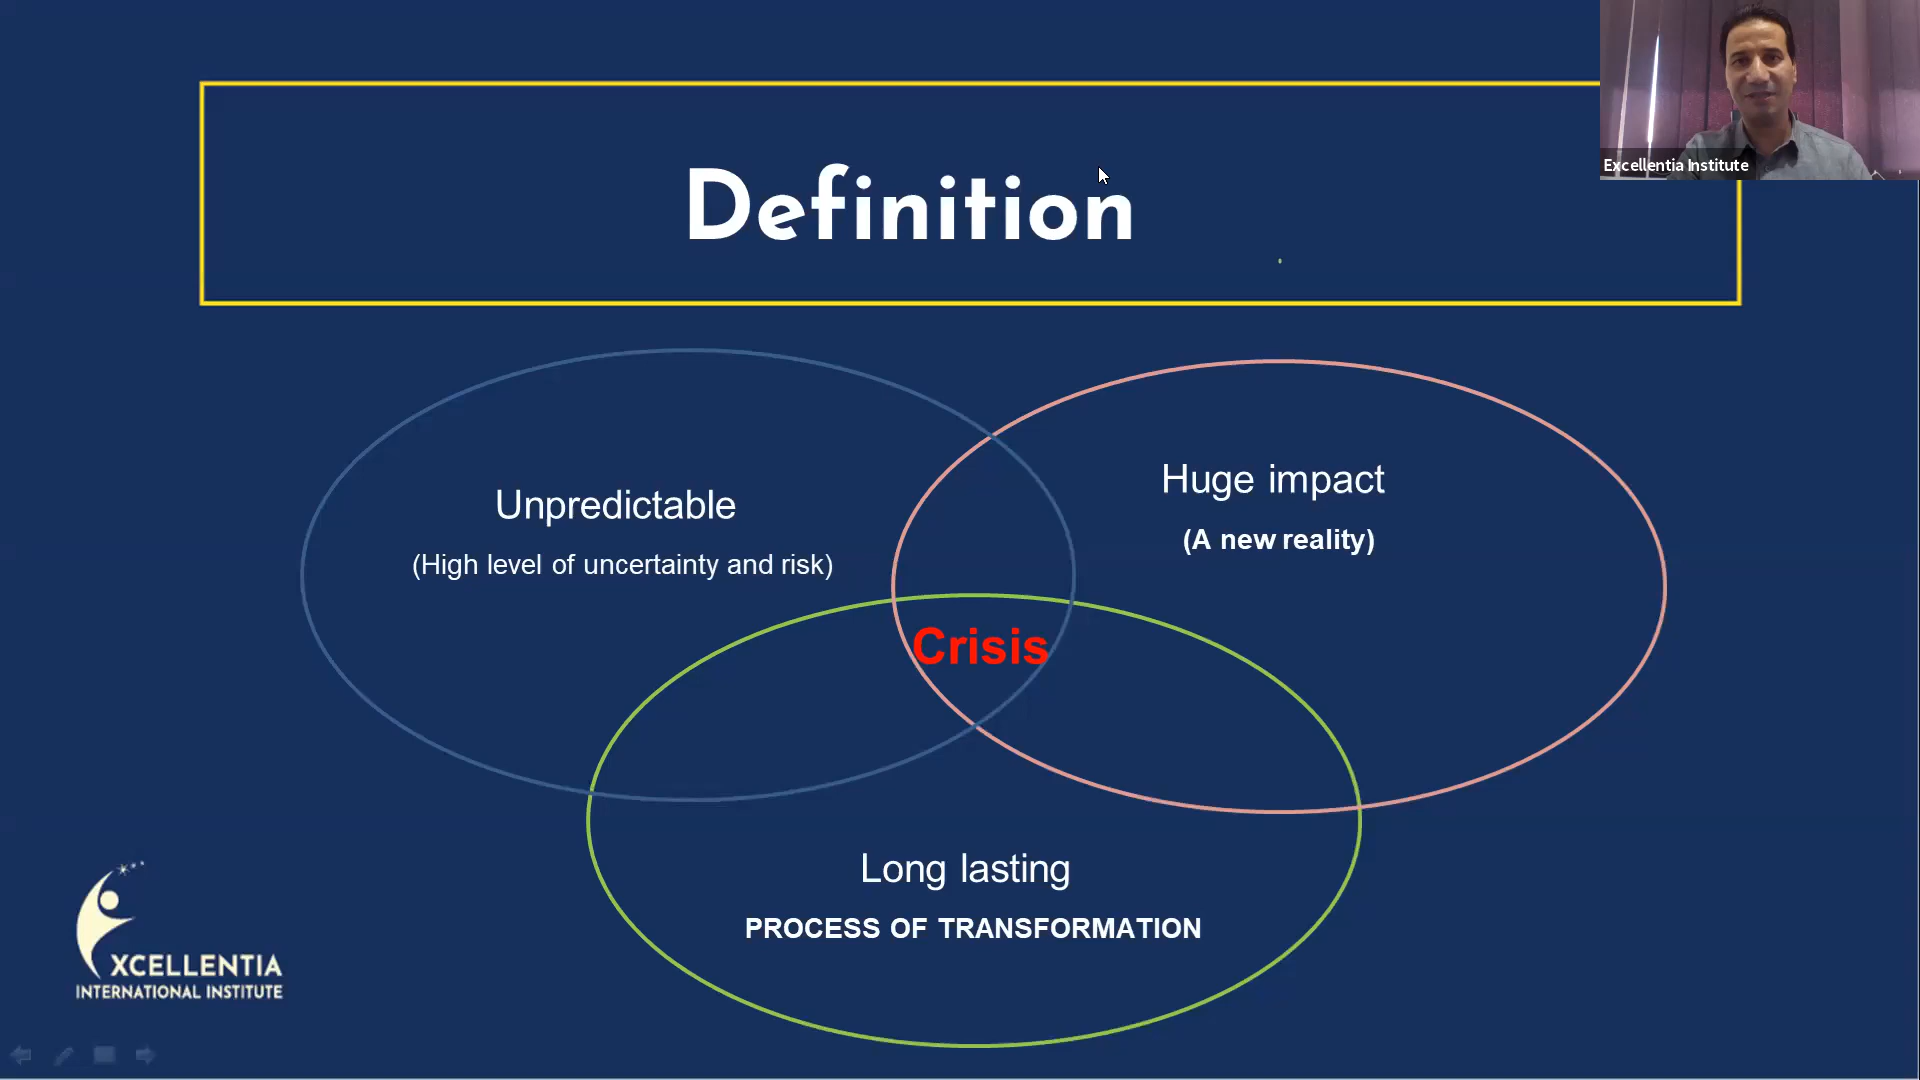 Excellentia Institute
Definition
Unpredictable
(High level of uncertainty and risk)
Huge impact
(A new reality)
Crisis
Long lasting
PROCESS OF TRANSFORMATION
XCELLENTIA
INTERNATIONAL INSTITUTE